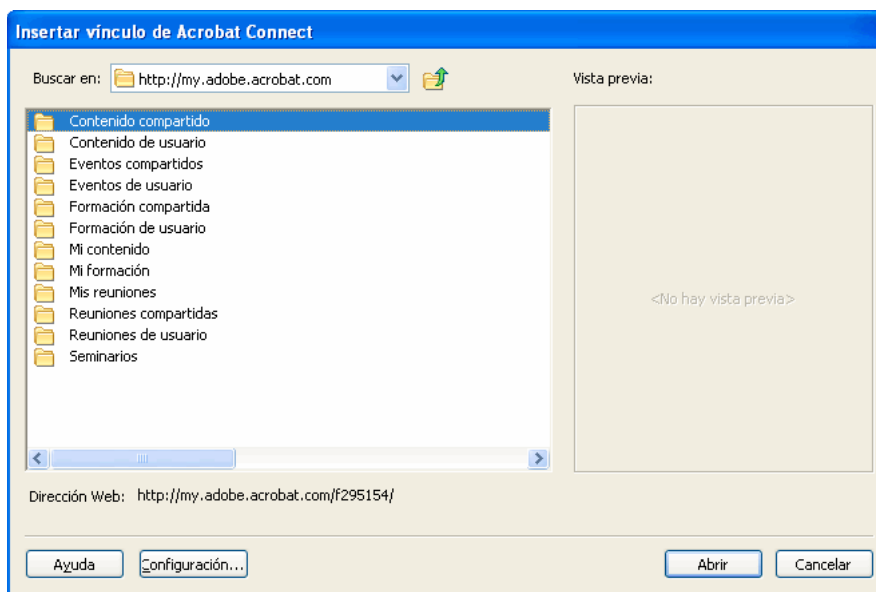 Insertar vínculo de Acrobat Connect
Buscar en: http://my.adobe.acrobat.com Vista previa:
Contenido compartido
Contenido de usuario
Eventos compartidos
Eventos de usuario
Formación compartida
Formación de usuario
Mi contenido
Mi formación
Mis reuniones
<No hay vista previa>
Reuniones compartidas
Reuniones de usuario
Seminarios
Dirección Web: http://my.adobe.acrobat.com/f295154/
Ayuda Configuración... Abrir Cancelar